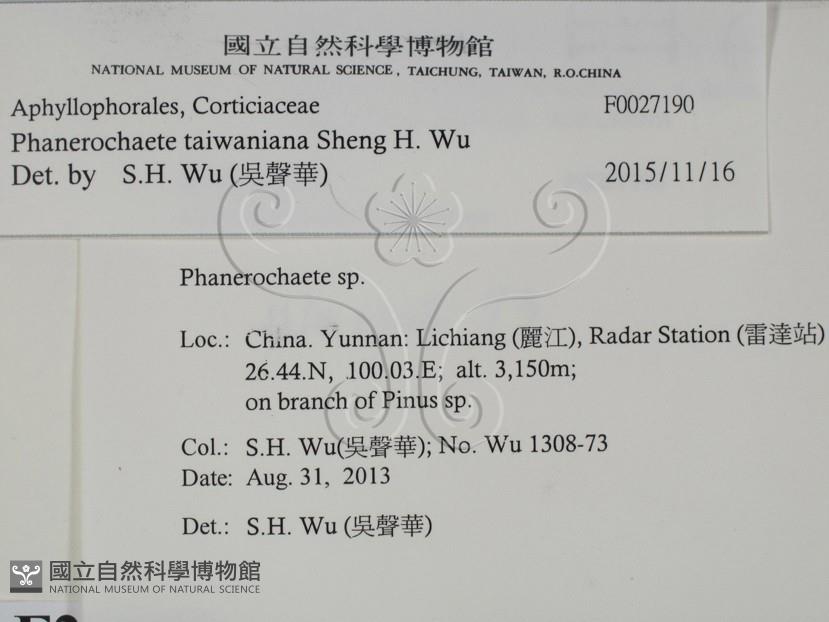 國立自然科學博物館
NATIONAL MUSEUM OF NATURAL SCIENCE, TAICHUNG, TAIWAN, R.O.CHINA
Aphyllophorales, Corticiaceae F0027190
Phanerochaete taiwaniana Sheng H. Wu
Det. by S.H. Wu (吳聲華) 2015/11/16
Phanerochaete sp.
Loc.: China. Yunnan: Lichiang (麗江), Radar Station (雷達站)
26.44.N, 100.03.E; alt. 3,150m;
on branch of Pinus sp.
Col.: S.H. Wu(吳聲華); No. Wu 1308-73
Date: Aug. 31, 2013
Det.: S.H. Wu (吳聲華)
國立自然科學博物館
NATIONAL MUSEUM OF NATURAL SCIENCE